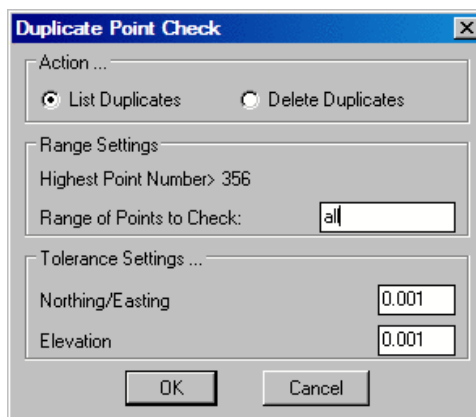 Duplicate Point Check
Action ...
List Duplicates Delete Duplicates
Range Settings
Highest Point Number> 356
Range of Points to Check: all
Tolerance Settings ...
Northing/Easting 0.001
Elevation 0.001
OK Cancel